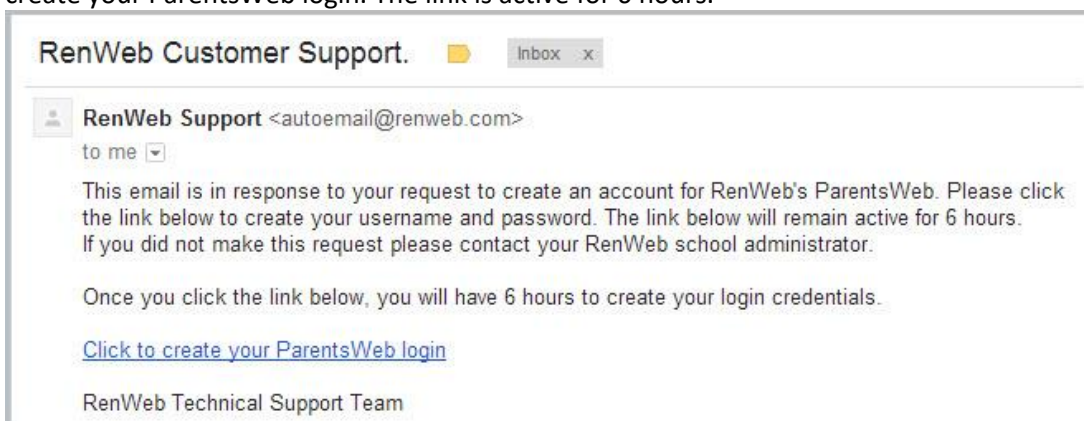 create your ParentsWeb login. The link is active for 6 hours.
RenWeb Customer Support. Inbox x
RenWeb Support <autoemail@renweb.com>
to me
This email is in response to your request to create an account for RenWeb's ParentsWeb. Please click
the link below to create your username and password. The link below will remain active for 6 hours.
If you did not make this request please contact your RenWeb school administrator.
Once you click the link below, you will have 6 hours to create your login credentials.
Click to create your ParentsWeb login
RenWeb Technical Support Team